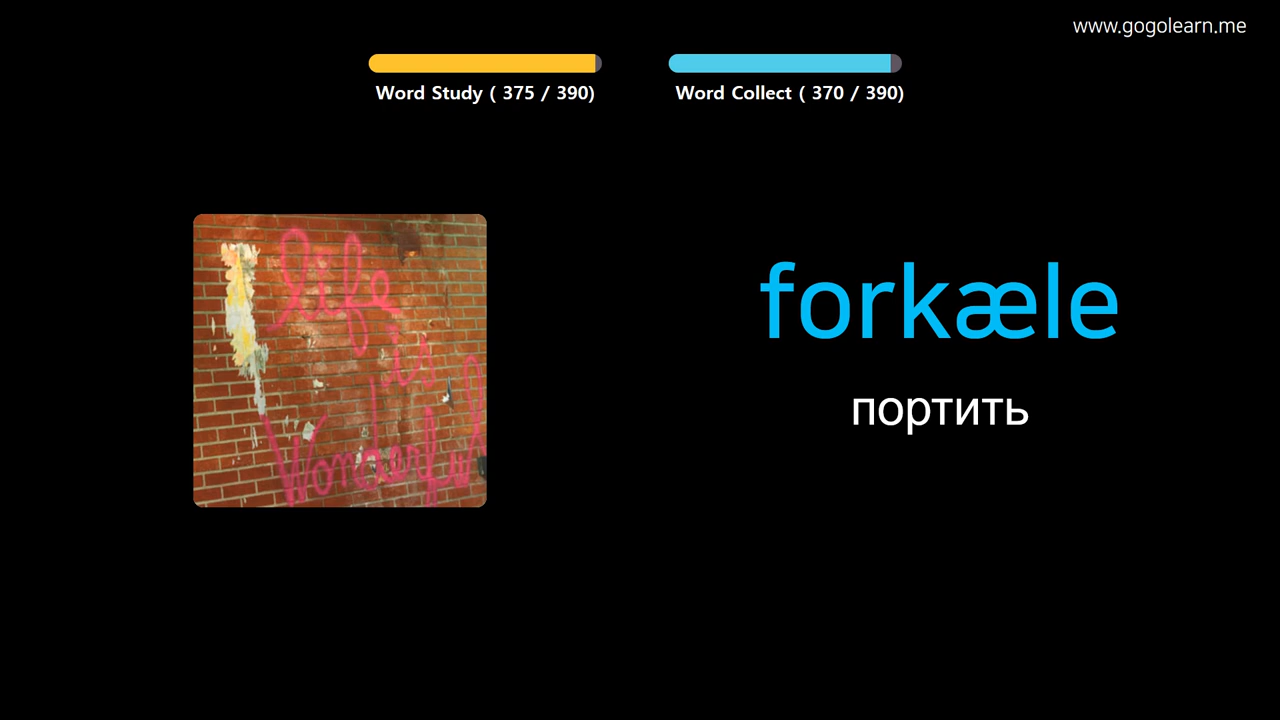 www.gogolearn.me
Word Study ( 375 / 390)
Word Collect ( 370 / 390)
life
is
Wonderful
forkæle
портить